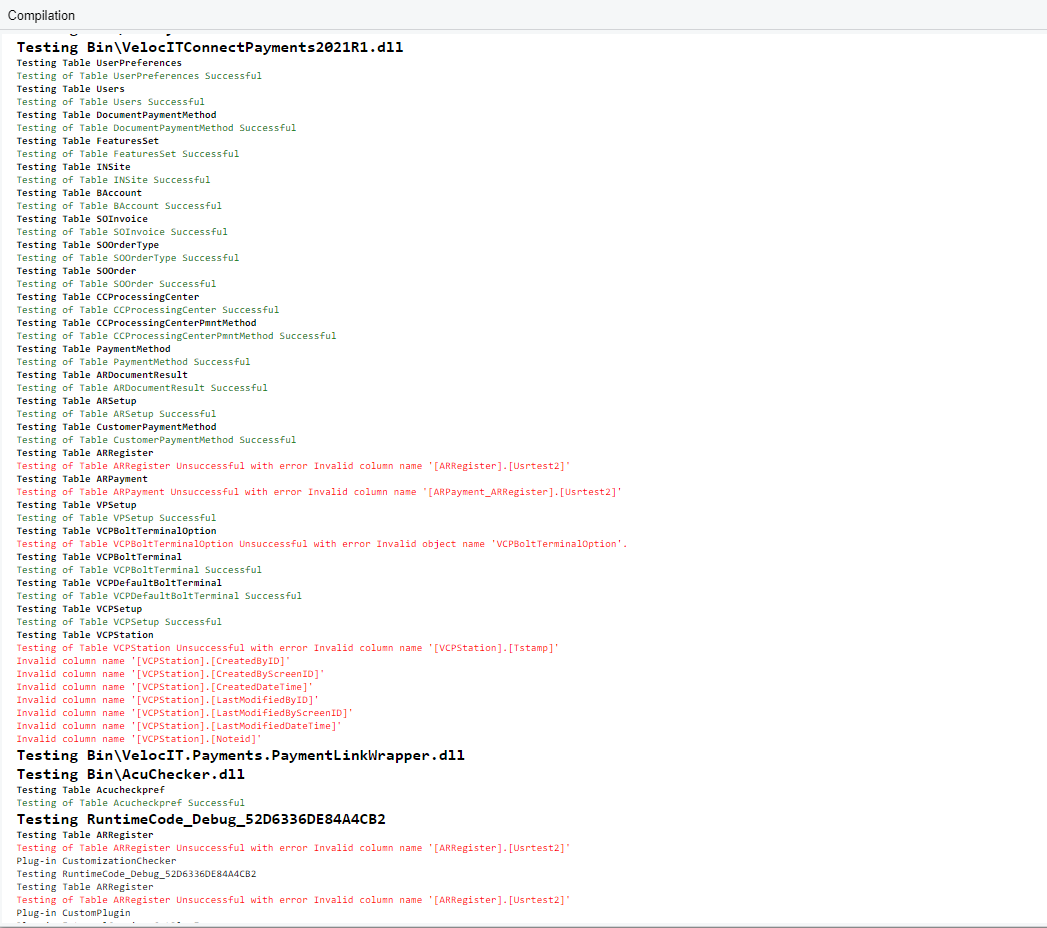 Compilation
Testing Bin\VelocITConnectPayments2021R1.dll
Testing Table UserPreferences
Testing of Table UserPreferences Successful
Testing Table Users
Testing of Table Users Successful
Testing Table DocumentPaymentMethod
Testing of Table DocumentPaymentMethod Successful
Testing Table FeaturesSet
Testing of Table FeaturesSet Successful
Testing Table INSite
Testing of Table INSite Successful
Testing Table BAccount
Testing of Table BAccount Successful
Testing Table SOInvoice
Testing of Table SOInvoice Successful
Testing Table SOOrderType
Testing of Table SOOrderType Successful
Testing Table SOOrder
Testing of Table SOOrder Successful
Testing Table CCProcessingCenter
Testing of Table CCProcessingCenter Successful
Testing Table CCProcessingCenterPmntMethod
Testing of Table CCProcessingCenterPmntMethod Successful
Testing Table PaymentMethod
Testing of Table PaymentMethod Successful
Testing Table ARDocumentResult
Testing of Table ARDocumentResult Successful
Testing Table ARSetup
Testing of Table ARSetup Successful
Testing Table CustomerPaymentMethod
Testing of Table CustomerPaymentMethod Successful
Testing Table ARRegister
Testing of Table ARRegister Unsuccessful with error Invalid column name '[ARRegister].[Usrtest2]'
Testing Table ARPayment
Testing of Table ARPayment Unsuccessful with error Invalid column name '[ARPayment_ARRegister].[Usrtest2]'
Testing Table VPSetup
Testing of Table VPSetup Successful
Testing Table VCPBoltTerminalOption
Testing of Table VCPBoltTerminalOption Unsuccessful with error Invalid object name 'VCPBoltTerminalOption'.
Testing Table VCPBoltTerminal
Testing of Table VCPBoltTerminal Successful
Testing Table VCPDefaultBoltTerminal
Testing of Table VCPDefaultBoltTerminal Successful
Testing Table VCPSetup
Testing of Table VCPSetup Successful
Testing Table VCPStation
Testing of Table VCPStation Unsuccessful with error Invalid column name '[VCPStation].[Tstamp]'
Invalid column name '[VCPStation].[CreatedByID]'
Invalid column name '[VCPStation].[CreatedByScreenID]'
Invalid column name '[VCPStation].[CreatedDateTime]'
Invalid column name '[VCPStation].[LastModifiedByID]'
Invalid column name '[VCPStation].[LastModifiedByScreenID]'
Invalid column name '[VCPStation].[LastModifiedDateTime]'
Invalid column name '[VCPStation].[Noteid]'
Testing Bin\VelocIT.Payments.PaymentLinkWrapper.dll
Testing Bin\AcuChecker.dll
Testing Table Acucheckpref
Testing of Table Acucheckpref Successful
Testing RuntimeCode_Debug_52D6336DE84A4CB2
Testing Table ARRegister
Testing of Table ARRegister Unsuccessful with error Invalid column name '[ARRegister].[Usrtest2]'
Plug-in CustomizationChecker
Testing RuntimeCode_Debug_52D6336DE84A4CB2
Testing Table ARRegister
Testing of Table ARRegister Unsuccessful with error Invalid column name '[ARRegister].[Usrtest2]'
Plug-in CustomPlugin